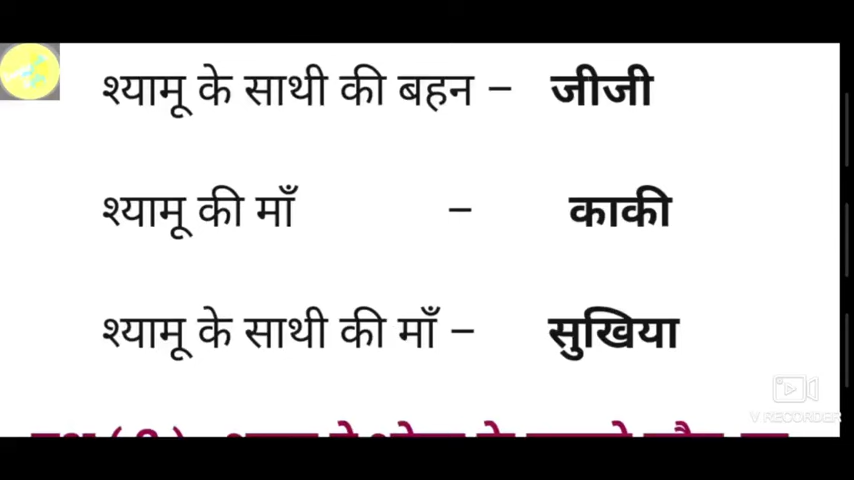 श्यामू के साथी की बहन – जीजी
श्यामू की माँ – काकी
श्यामू के साथी की माँ – सुखिया
V RECORDER